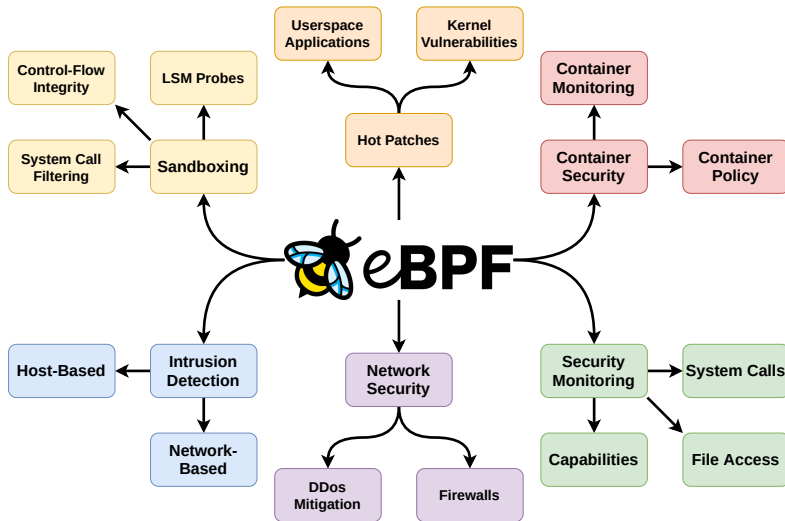 Userspace
Applications
Kernel
Vulnerabilities
Control-Flow
Integrity
LSM Probes
Container
Monitoring
System Call
Filtering
Sandboxing
Hot Patches
Container
Security
Container
Policy
eBPF
Host-Based
Intrusion
Detection
Network
Security
Security
Monitoring
System Calls
Network-
Based
DDos
Mitigation
Firewalls
Capabilities
File Access